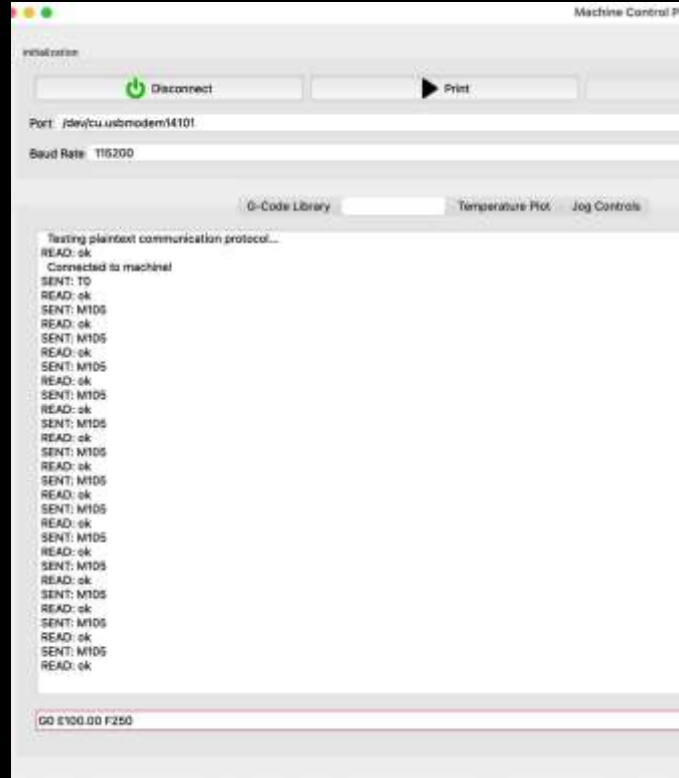 Machine Control P
Initialization
Disconnect
Print
Port: /dev/cu.usbmodem14101
Baud Rate 115200
G-Code Library
Temperature Plot
Jog Controls
Testing plaintext communication protocol...
READ: ok
Connected to machine!
SENT: T0
READ: ok
SENT: M105
READ: ok
SENT: M105
READ: ok
SENT: M105
READ: ok
SENT: M105
READ: ok
SENT: M105
READ: ok
SENT: M105
READ: ok
SENT: M105
READ: ok
SENT: M105
READ: ok
SENT: M105
READ: ok
SENT: M105
READ: ok
SENT: M105
READ: ok
SENT: M105
READ: ok
SENT: M105
READ: ok
G0 E100.00 F250